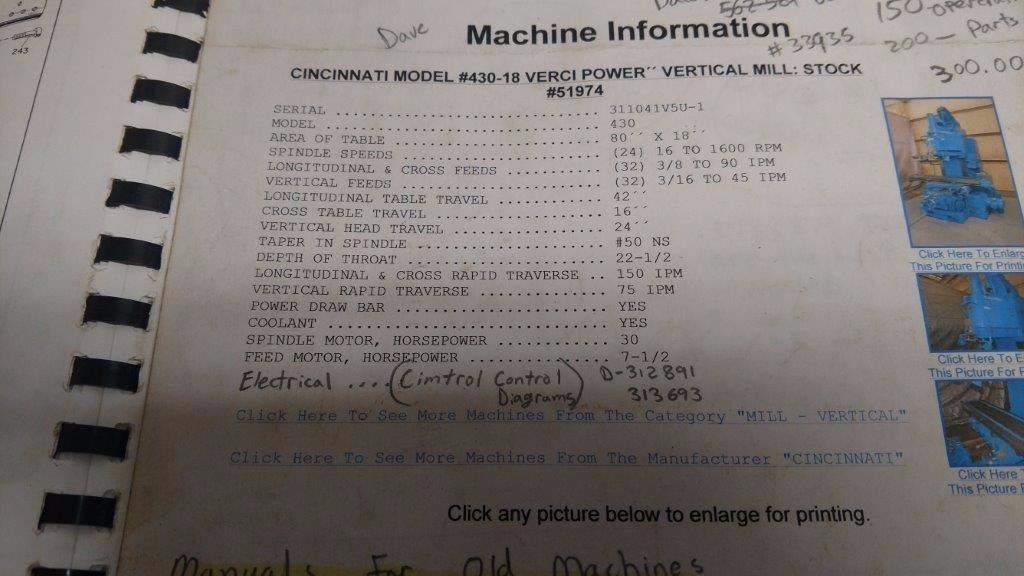 243
Dave
562-561
150- operators
200- Parts
Machine Information
#33935
300.00
CINCINNATI MODEL #430-18 VERCI POWER´´ VERTICAL MILL: STOCK
#51974
SERIAL ................................ 311041V5U-1
MODEL ................................. 430
AREA OF TABLE ......................... 80´´ X 18´´
SPINDLE SPEEDS ........................ (24) 16 TO 1600 RPM
LONGITUDINAL & CROSS FEEDS ............ (32) 3/8 TO 90 IPM
VERTICAL FEEDS ........................ (32) 3/16 TO 45 IPM
LONGITUDINAL TABLE TRAVEL ............. 42´´
CROSS TABLE TRAVEL .................... 16´´
VERTICAL HEAD TRAVEL .................. 24´´
TAPER IN SPINDLE ...................... #50 NS
DEPTH OF THROAT ....................... 22-1/2´´
LONGITUDINAL & CROSS RAPID TRAVERSE .. 150 IPM
VERTICAL RAPID TRAVERSE ............... 75 IPM
POWER DRAW BAR ........................ YES
COOLANT ............................... YES
SPINDLE MOTOR, HORSEPOWER ............. 30
FEED MOTOR, HORSEPOWER ................ 7-1/2
Electrical .... (Cimtrol Control D-312891
Diagrams) 313693
Click Here To See More Machines From The Category "MILL - VERTICAL"
Click Here To See More Machines From The Manufacturer "CINCINNATI"
Click any picture below to enlarge for printing.
Manuals For Old Machines
Click Here To Enlarg
This Picture For Printin
Click Here To E
This Picture For P
Click Here T
This Picture F